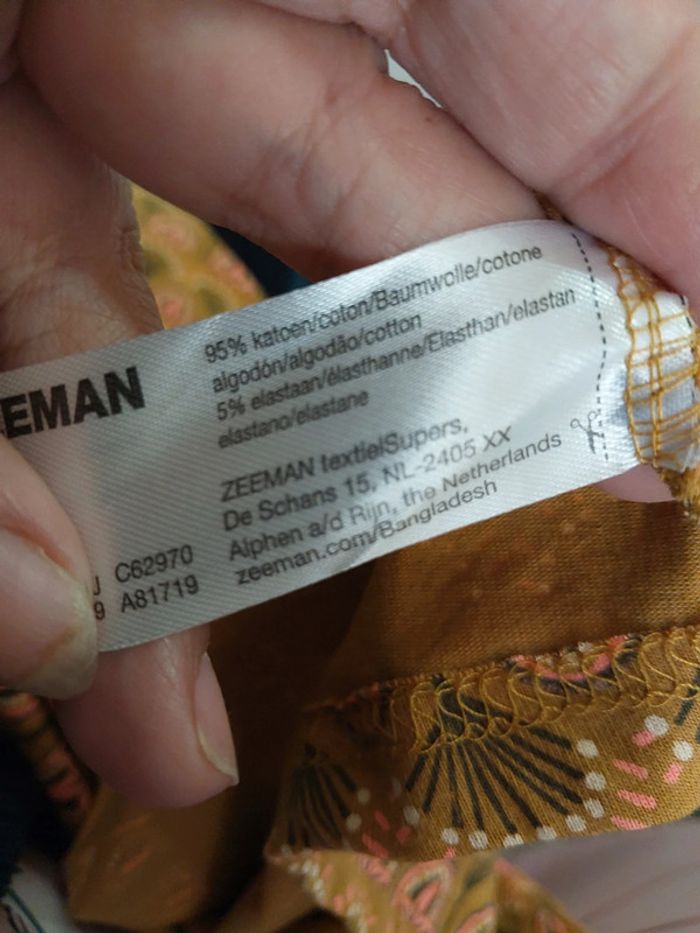 EEMAN
95% katoen/coton/Baumwolle/cotone
algodón/algodão/cotton
5% elastaan/élasthanne/Elasthan/elastan
elastano/elastane
ZEEMAN textielSupers,
De Schans 15, NL-2405 XX
Alphen a/d Rijn, the Netherlands
zeeman.com/Bangladesh
J C62970
9 A81719